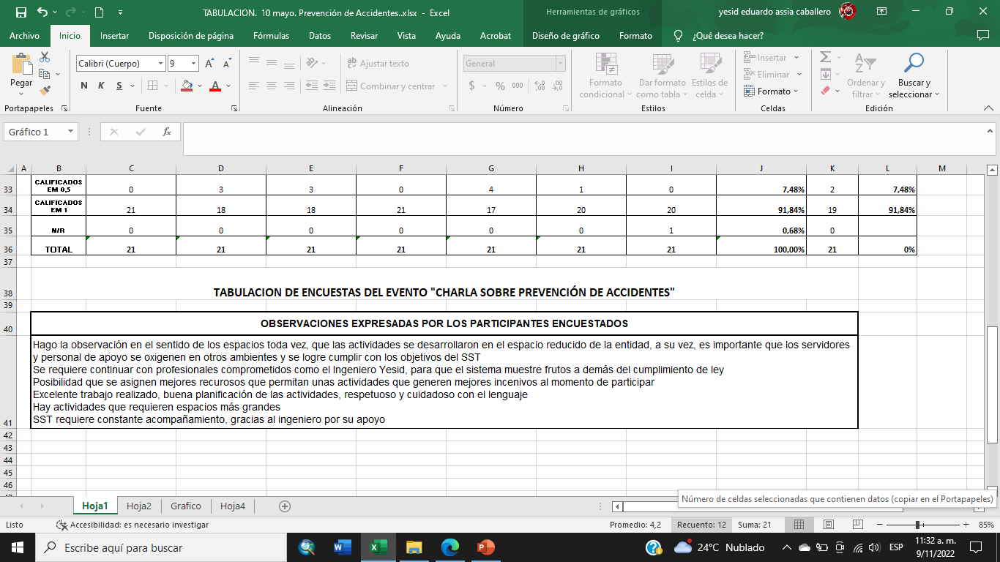 TABULACION. 10 mayo. Prevención de Accidentes..xlsx - Excel
Herramientas de gráficos
yesid eduardo assia caballero
Archivo Inicio Insertar Disposición de página Fórmulas Datos Revisar Vista Ayuda Acrobat Diseño de gráfico Formato ¿Qué desea hacer?
Pegar
Portapapeles
Calibri (Cuerpo) 9
N K S
Fuente
Ajustar texto
Combinar y centrar
Alineación
General
$ % 000
Número
Formato condicional
Dar formato como tabla
Estilos de celda
Estilos
Insertar
Eliminar
Formato
Celdas
Ordenar y filtrar
Buscar y seleccionar
Edición
Gráfico 1 fx
A B C D E F G H I J K L M
33 CALIFICADOS EM 0,5 0 3 3 0 4 1 0 7,48% 2 7,48%
34 CALIFICADOS EM 1 21 18 18 21 17 20 20 91,84% 19 91,84%
35 N/R 0 0 0 0 0 0 1 0,68% 0
36 TOTAL 21 21 21 21 21 21 21 100,00% 21 0%
37
38 TABULACION DE ENCUESTAS DEL EVENTO "CHARLA SOBRE PREVENCIÓN DE ACCIDENTES"
39
40 OBSERVACIONES EXPRESADAS POR LOS PARTICIPANTES ENCUESTADOS
Hago la observación en el sentido de los espacios toda vez, que las actividades se desarrollaron en el espacio reducido de la entidad, a su vez, es importante que los servidores
y personal de apoyo se oxigenen en otros ambientes y se logre cumplir con los objetivos del SST
Se requiere continuar con profesionales comprometidos como el Ingeniero Yesid, para que el sistema muestre frutos a demás del cumplimiento de ley
Posibilidad que se asignen mejores recurosos que permitan unas actividades que generen mejores incenivos al momento de participar
Excelente trabajo realizado, buena planificación de las actividades, respetuoso y cuidadoso con el lenguaje
Hay actividades que requieren espacios más grandes
41 SST requiere constante acompañamiento, gracias al ingeniero por su apoyo
42
43
44
45
46
Número de celdas seleccionadas que contienen datos (copiar en el Portapapeles)
Hoja1 Hoja2 Grafico Hoja4
Listo Accesibilidad: es necesario investigar Promedio: 4,2 Recuento: 12 Suma: 21 85%
Escribe aquí para buscar
24°C Nublado
ESP
11:32 a. m.
9/11/2022